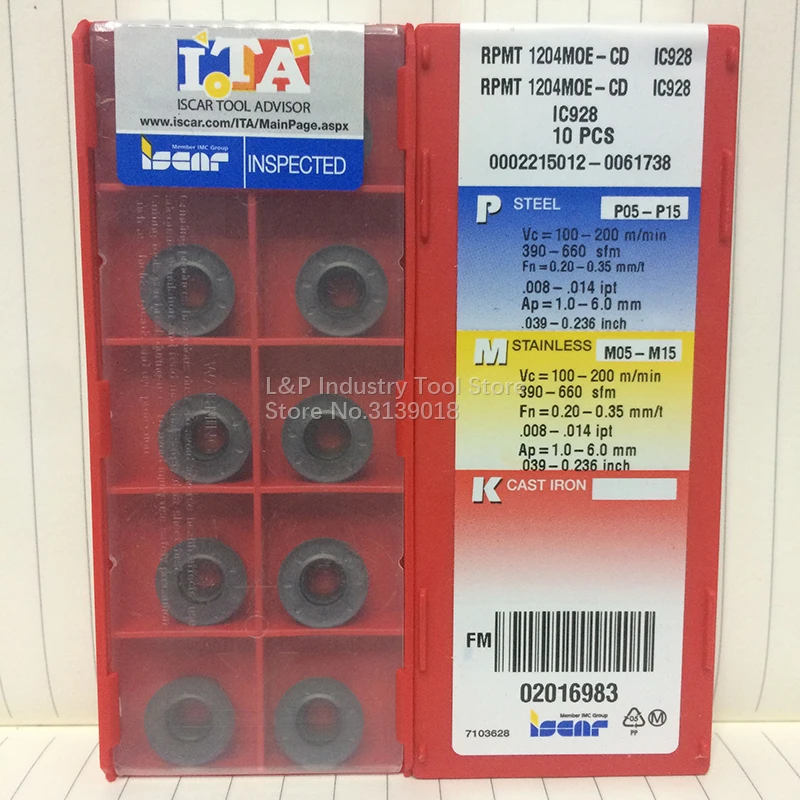 ITA
ISCAR TOOL ADVISOR
www.iscar.com/ITA/MainPage.aspx
Member IMC Group
iscar
INSPECTED
WARNING
L&P Industry Tool Store
Store No.3139018
RPMT 1204MOE-CD IC928
RPMT 1204MOE-CD IC928
IC928
10 PCS
0002215012-0061738
P STEEL P05-P15
Vc=100-200 m/min
390-660 sfm
Fn=0.20-0.35 mm/t
.008-.014 ipt
Ap=1.0-6.0 mm
.039-0.236 inch
M STAINLESS M05-M15
Vc=100-200 m/min
390-660 sfm
Fn=0.20-0.35 mm/t
.008-.014 ipt
Ap=1.0-6.0 mm
.039-0.236 inch
K CAST IRON
FM
02016983
7103628
Member IMC Group
iscar
05
PP
M